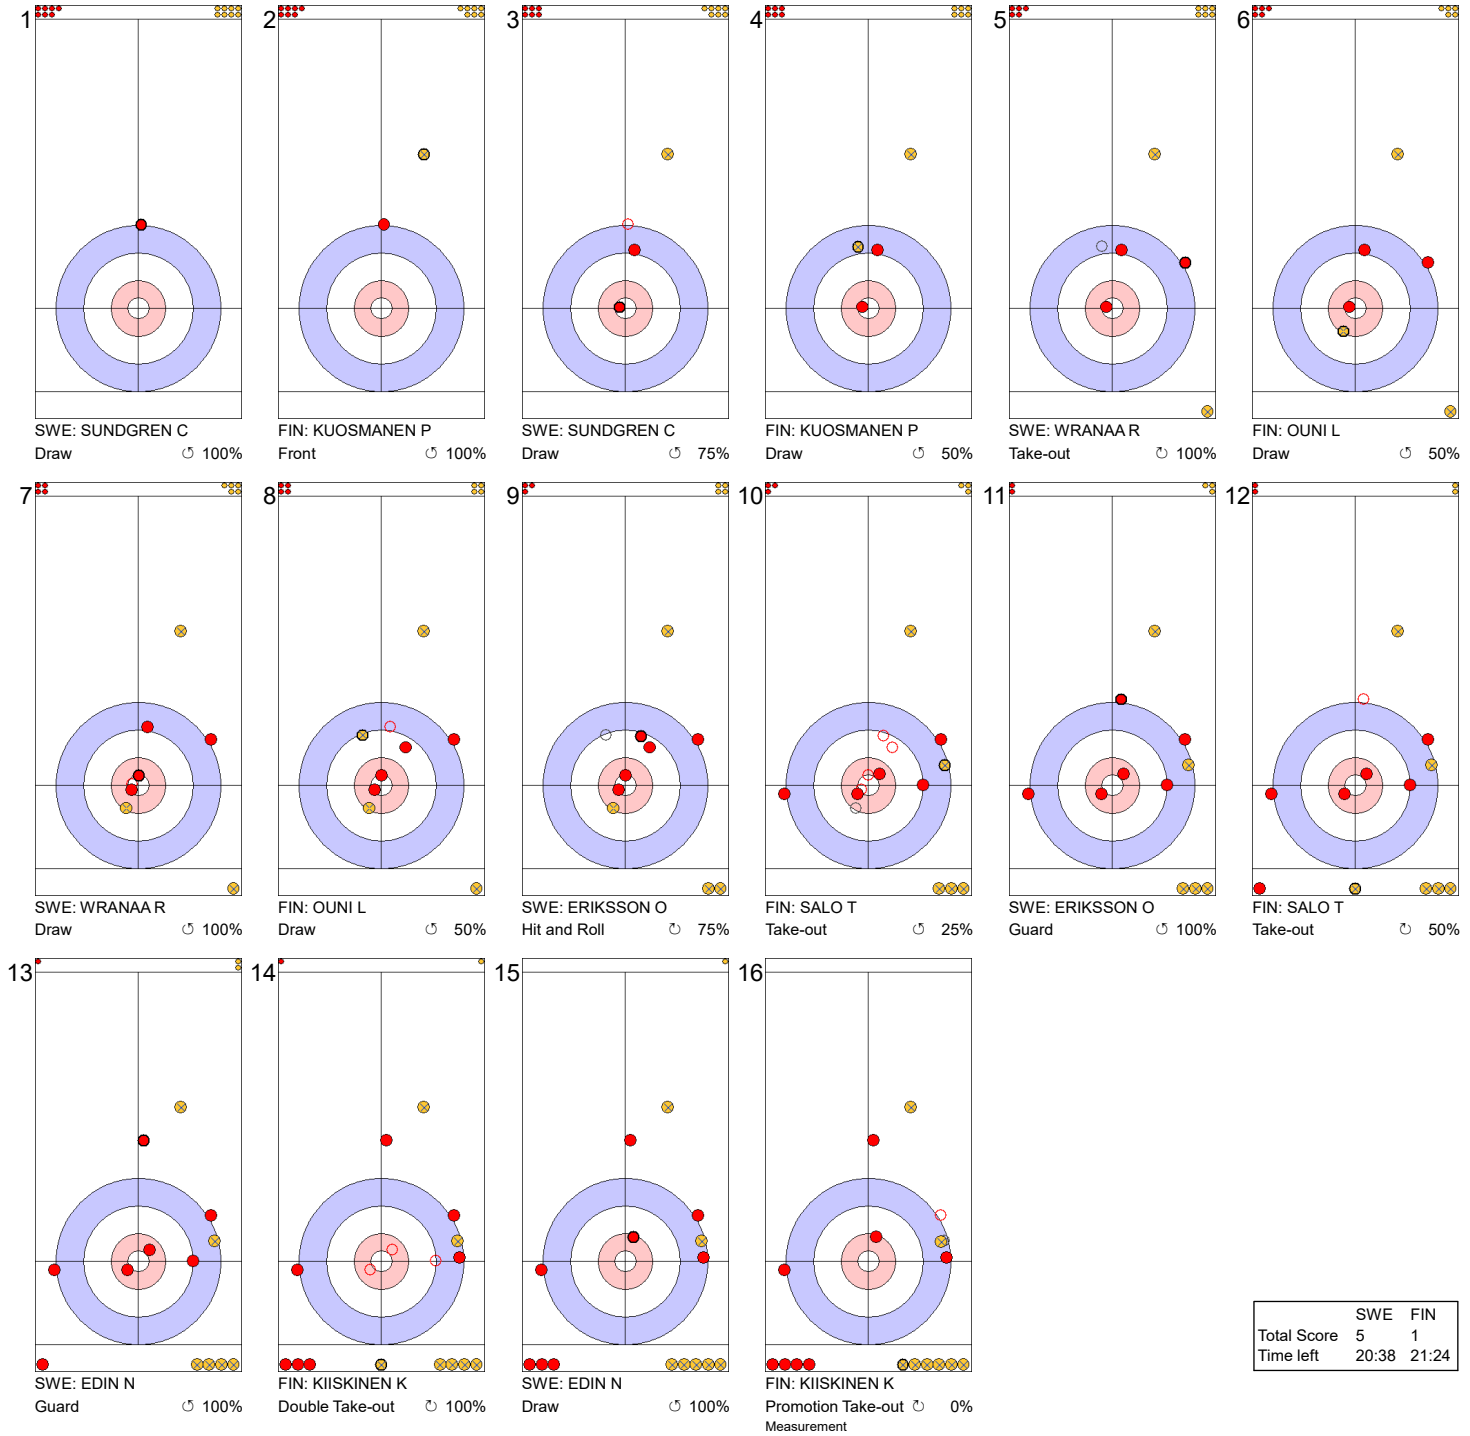 1
2
3
4
5
6
SWE: SUNDGREN C
Draw ↺ 100%
FIN: KUOSMANEN P
Front ↺ 100%
SWE: SUNDGREN C
Draw ↺ 75%
FIN: KUOSMANEN P
Draw ↺ 50%
SWE: WRANAA R
Take-out ↻ 100%
FIN: OUNI L
Draw ↺ 50%
7
8
9
10
11
12
SWE: WRANAA R
Draw ↺ 100%
FIN: OUNI L
Draw ↺ 50%
SWE: ERIKSSON O
Hit and Roll ↻ 75%
FIN: SALO T
Take-out ↺ 25%
SWE: ERIKSSON O
Guard ↺ 100%
FIN: SALO T
Take-out ↻ 50%
13
14
15
16
SWE: EDIN N
Guard ↺ 100%
FIN: KIISKINEN K
Double Take-out ↻ 100%
SWE: EDIN N
Draw ↺ 100%
FIN: KIISKINEN K
Promotion Take-out ↻ 0%
Measurement
SWE FIN
Total Score 5 1
Time left 20:38 21:24